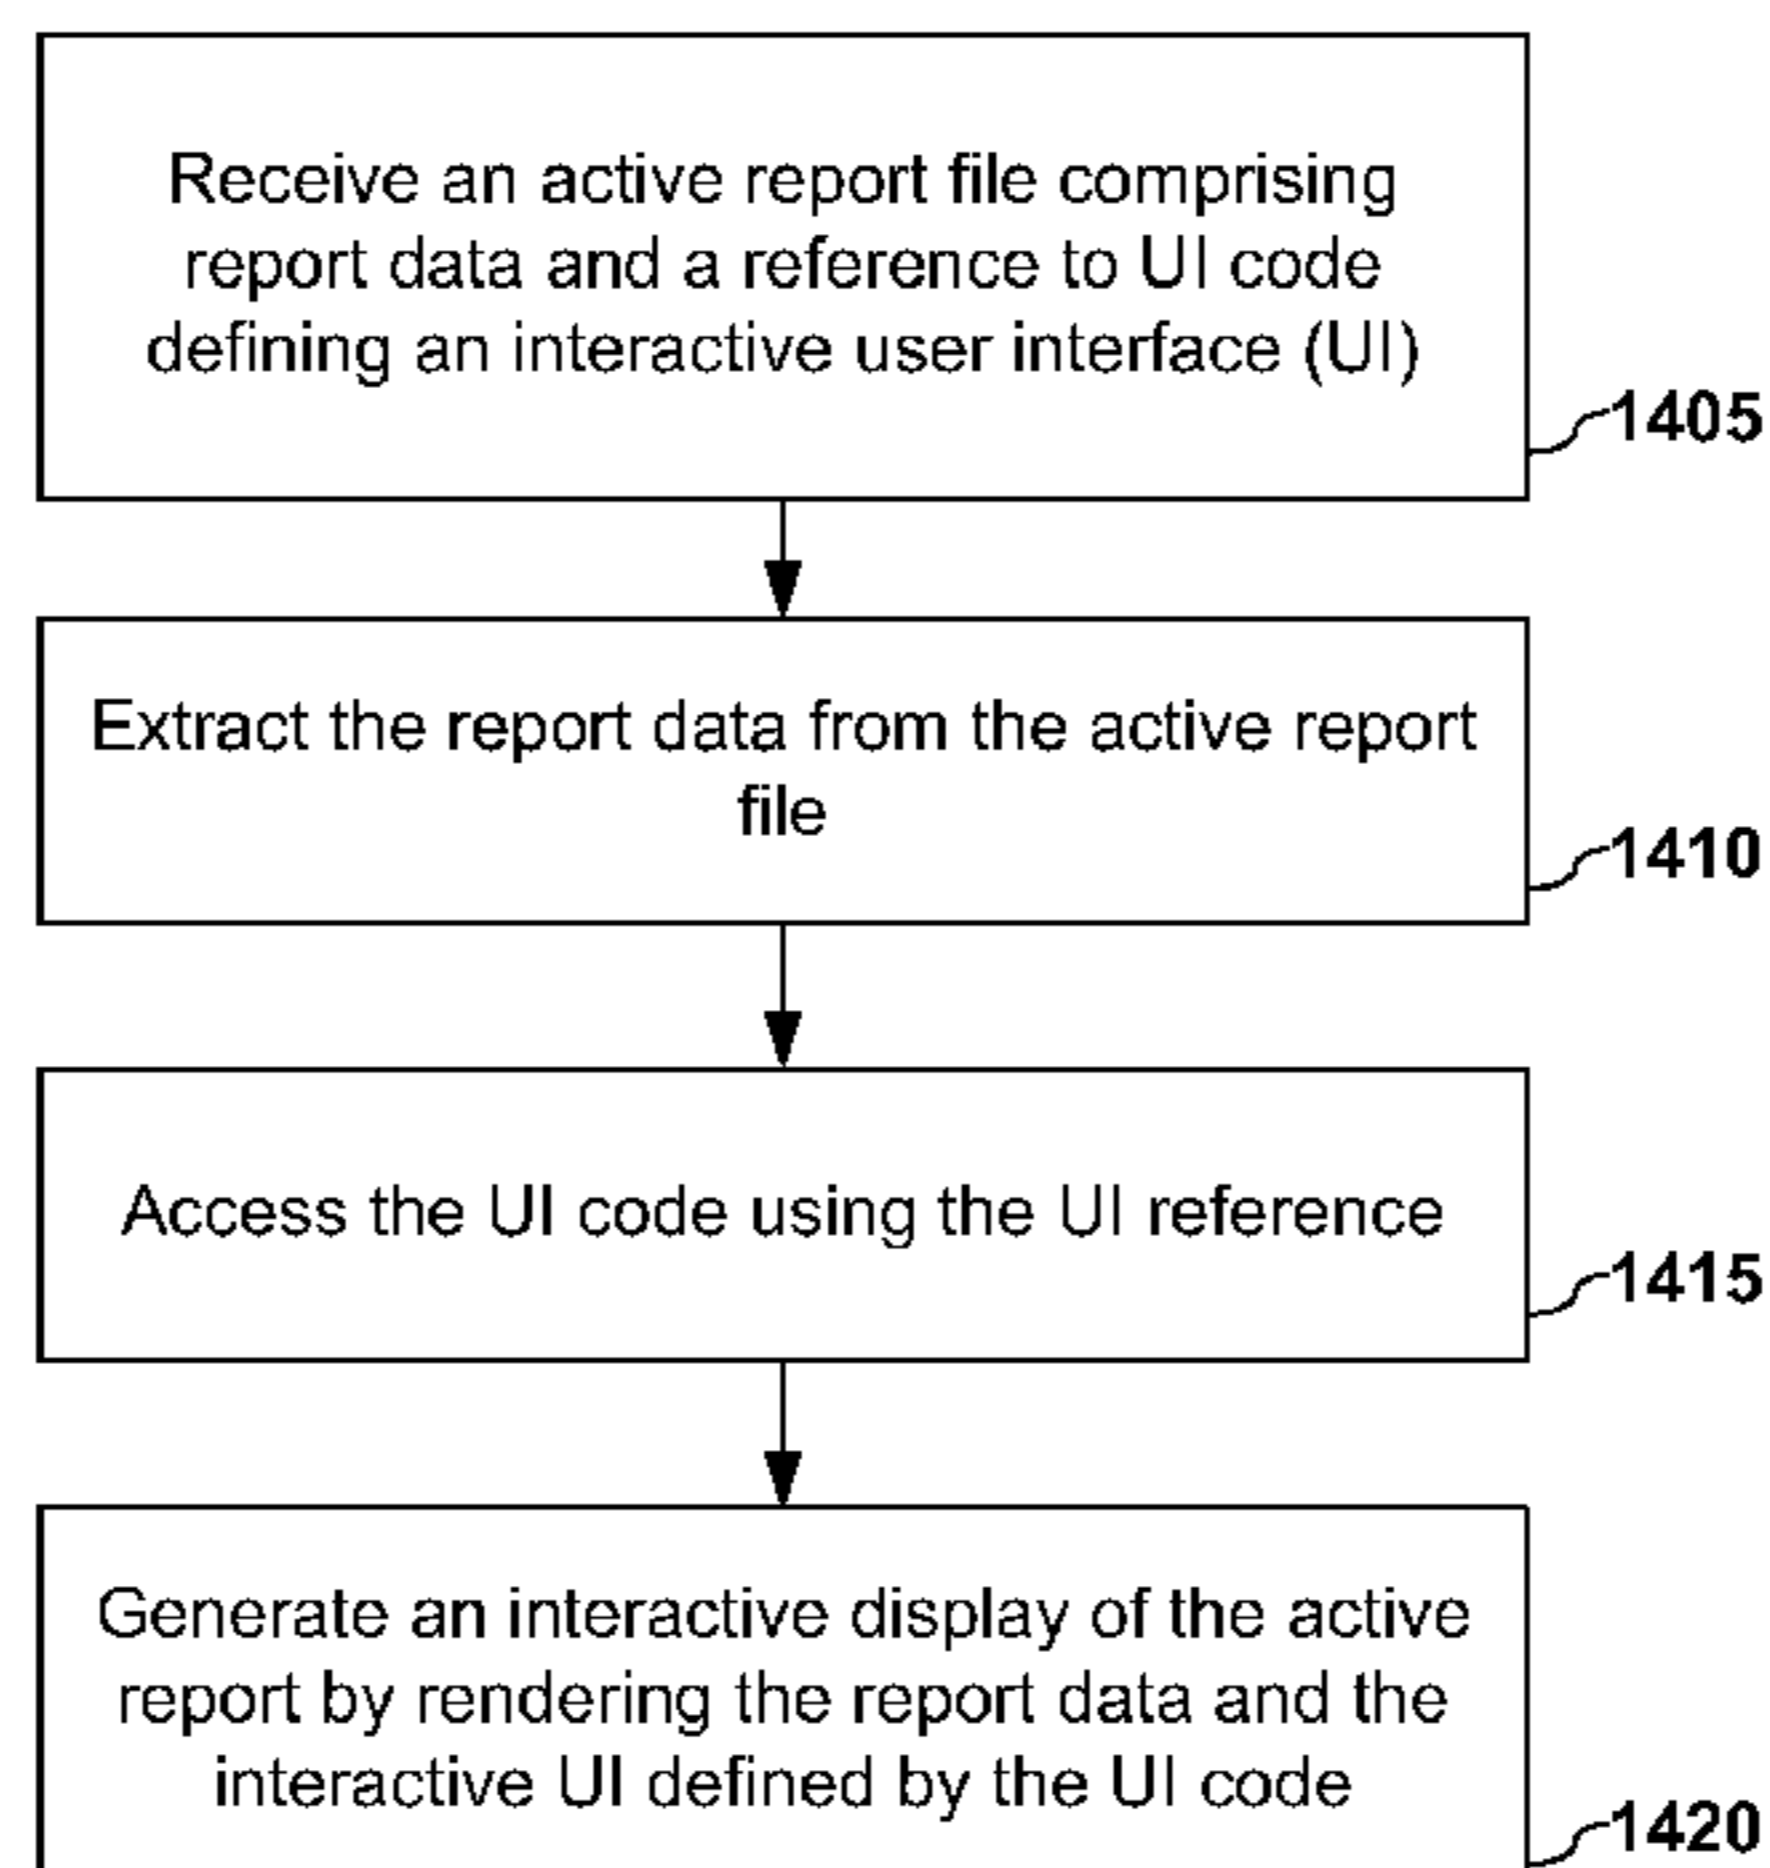 Receive an active report file comprising
report data and a reference to UI code
defining an interactive user interface (UI)
1405
Extract the report data from the active report
file
1410
Access the UI code using the UI reference
1415
Generate an interactive display of the active
report by rendering the report data and the
interactive UI defined by the UI code
1420